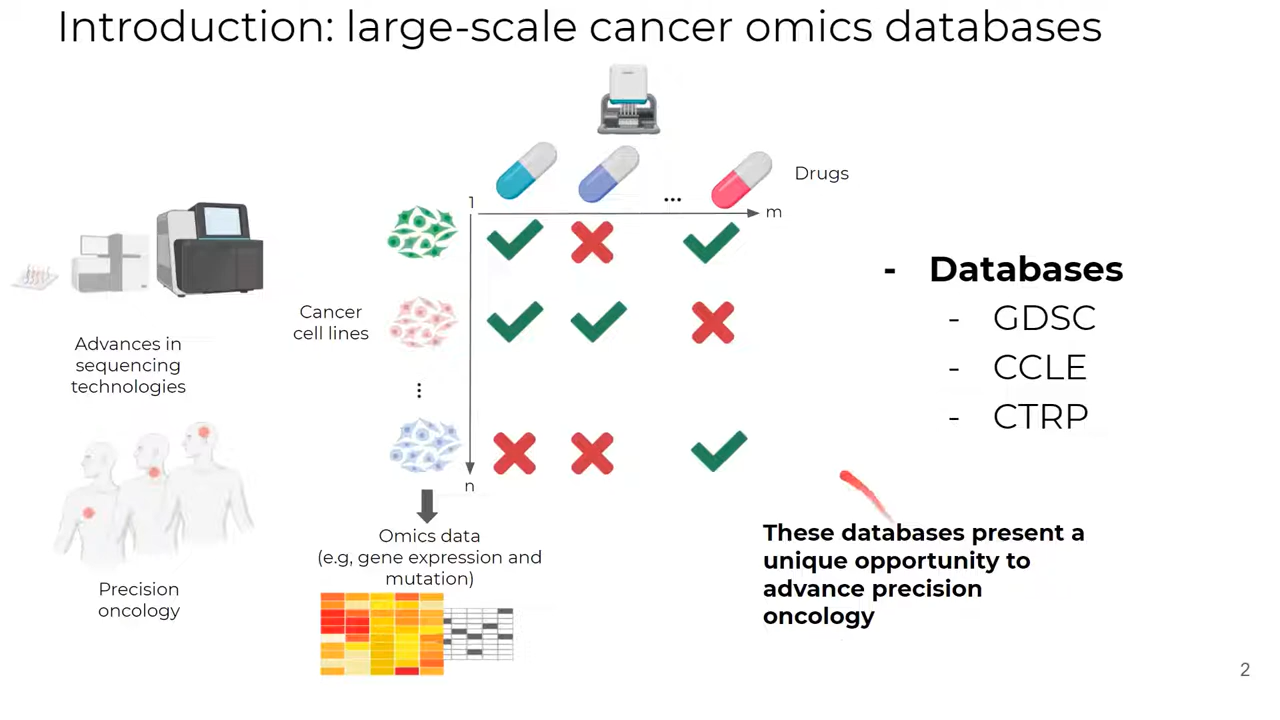 Introduction: large-scale cancer omics databases
Drugs
1
...
m
Cancer
cell lines
...
n
Advances in
sequencing
technologies
Precision
oncology
Omics data
(e.g, gene expression and
mutation)
- Databases
- GDSC
- CCLE
- CTRP
These databases present a
unique opportunity to
advance precision
oncology
2